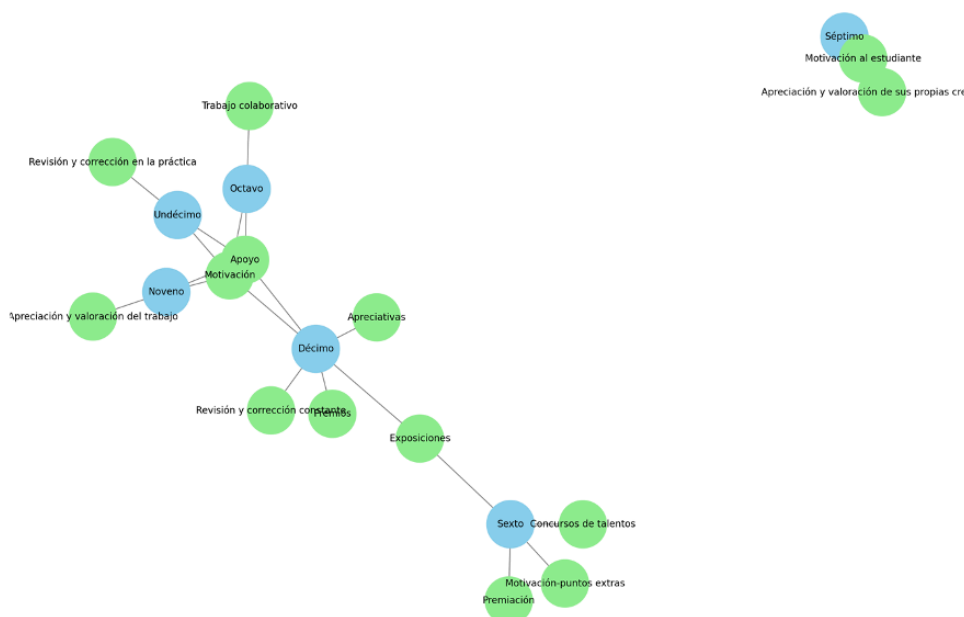 Séptimo
Motivación al estudiante
Apreciación y valoración de sus propias cre
Trabajo colaborativo
Revisión y corrección en la práctica
Octavo
Undécimo
Apoyo
Motivación
Noveno
Apreciación y valoración del trabajo
Apreciativas
Décimo
Revisión y corrección constante
Premios
Exposiciones
Sexto
Concursos de talentos
Motivación-puntos extras
Premiación